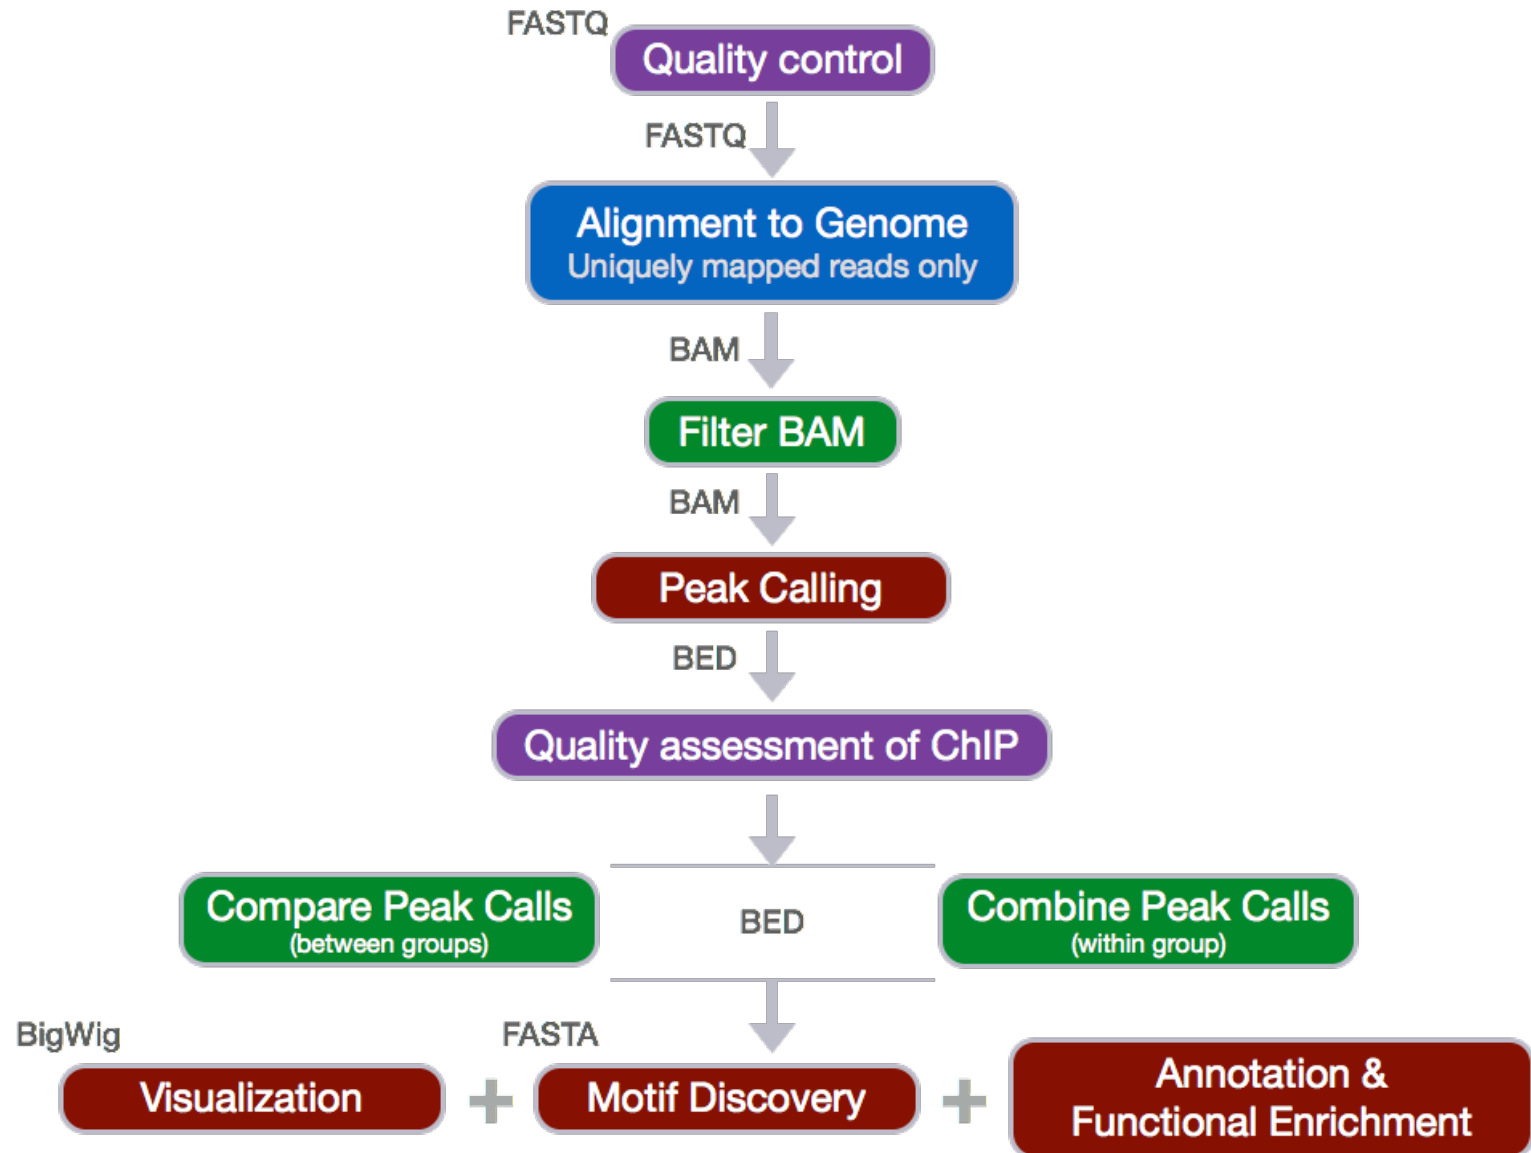 FASTQ
Quality control
FASTQ
Alignment to Genome
Uniquely mapped reads only
BAM
Filter BAM
BAM
Peak Calling
BED
Quality assessment of ChIP
Compare Peak Calls
(between groups)
BED
Combine Peak Calls
(within group)
BigWig
Visualization
+
FASTA
Motif Discovery
+
Annotation &
Functional Enrichment